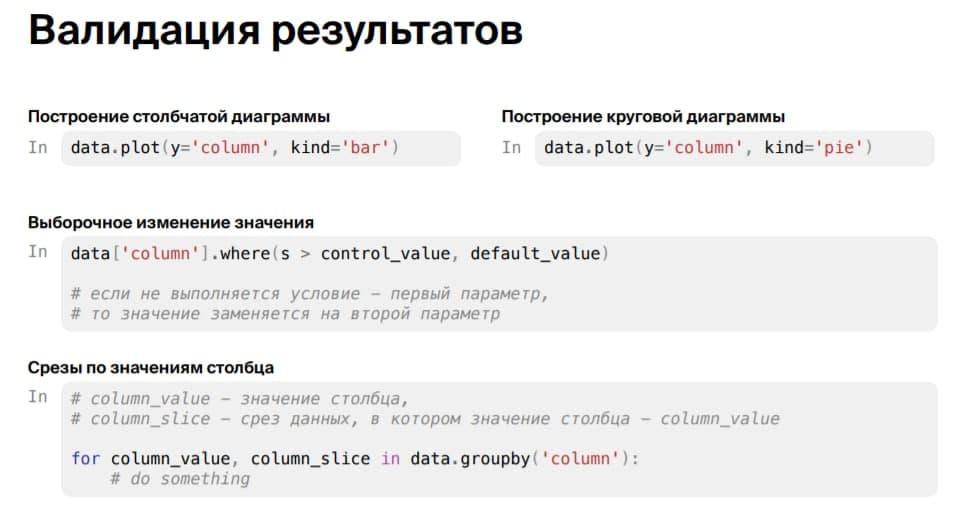 Валидация результатов
Построение столбчатой диаграммы
In data.plot(y='column', kind='bar')
Построение круговой диаграммы
In data.plot(y='column', kind='pie')
Выборочное изменение значения
In data['column'].where(s > control_value, default_value)
# если не выполняется условие — первый параметр,
# то значение заменяется на второй параметр
Срезы по значениям столбца
In # column_value — значение столбца,
# column_slice — срез данных, в котором значение столбца — column_value
for column_value, column_slice in data.groupby('column'):
# do something